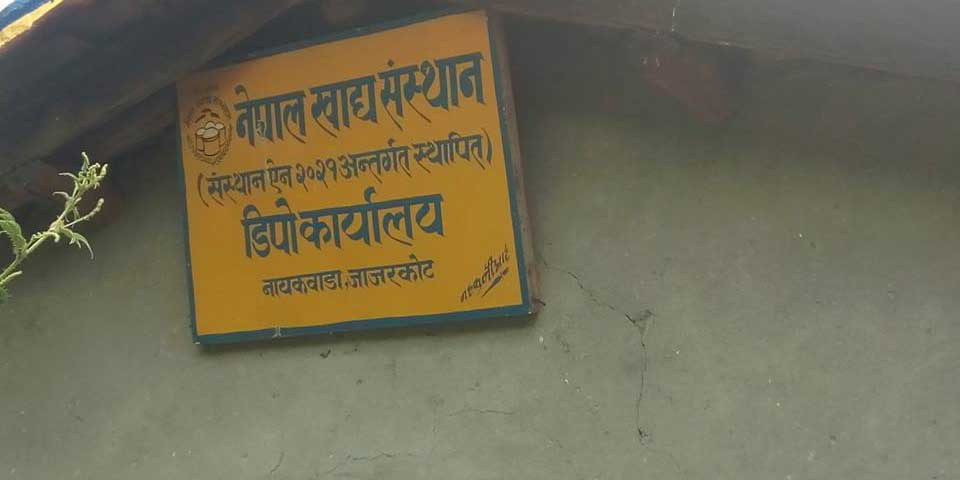 नेपाल खाद्य संस्थान
(संस्थान ऐन २०२१ अन्तर्गत स्थापित)
डिपो कार्यालय
नायकवाडा, जाजरकोट